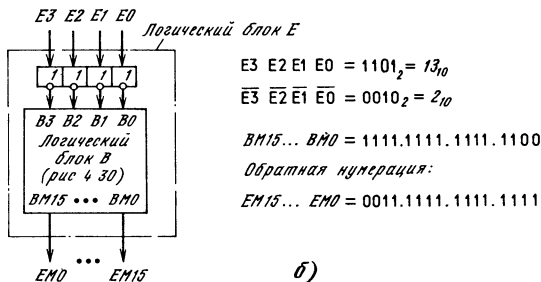 E3 E2 E1 E0
Логический блок E
1 1 1 1
B3 B2 B1 B0
Логический
блок B
(рис 4 30)
BM15 ••• BM0
EM0 ••• EM15
E3 E2 E1 E0 = 1101₂ = 13₁₀
E̅3̅ E̅2̅ E̅1̅ E̅0̅ = 0010₂ = 2₁₀
BM15... BM0 = 1111.1111.1111.1100
Обратная нумерация:
EM15... EM0 = 0011.1111.1111.1111
б)